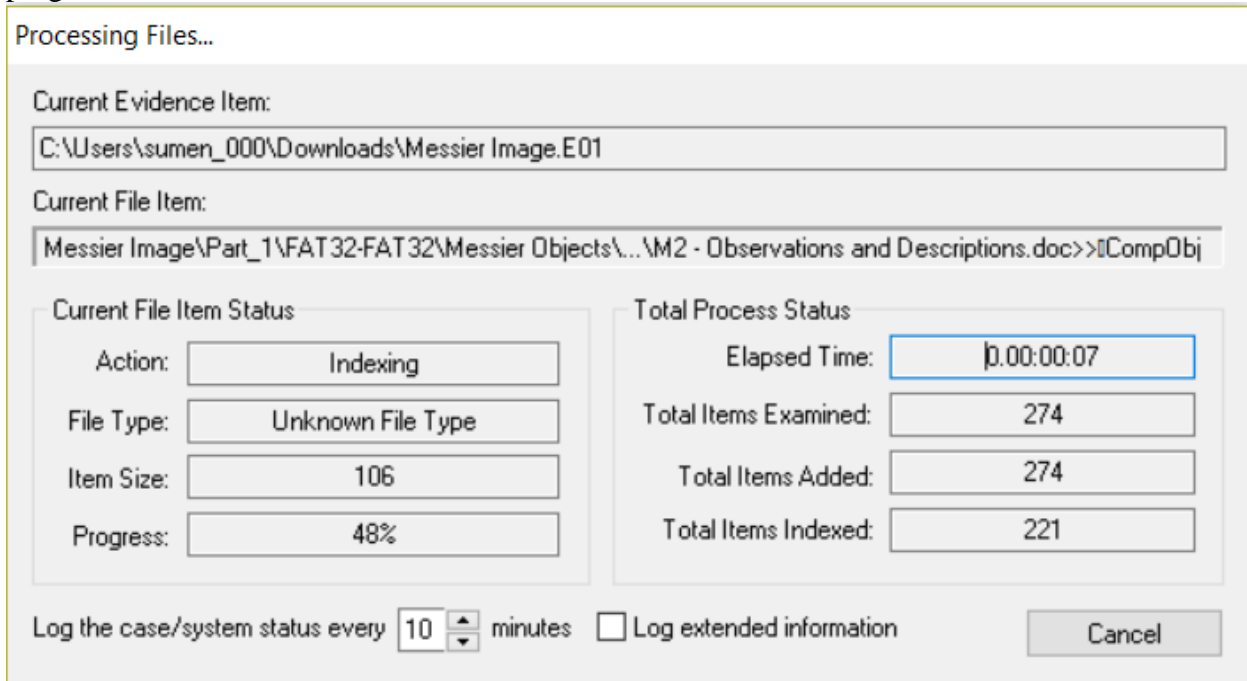 Processing Files...
Current Evidence Item:
C:\Users\sumen_000\Downloads\Messier Image.E01
Current File Item:
Messier Image\Part_1\FAT32-FAT32\Messier Objects\...\M2 - Observations and Descriptions.doc>>▯CompObj
Current File Item Status
Action: Indexing
File Type: Unknown File Type
Item Size: 106
Progress: 48%
Total Process Status
Elapsed Time: 0.00:00:07
Total Items Examined: 274
Total Items Added: 274
Total Items Indexed: 221
Log the case/system status every 10 minutes Log extended information Cancel